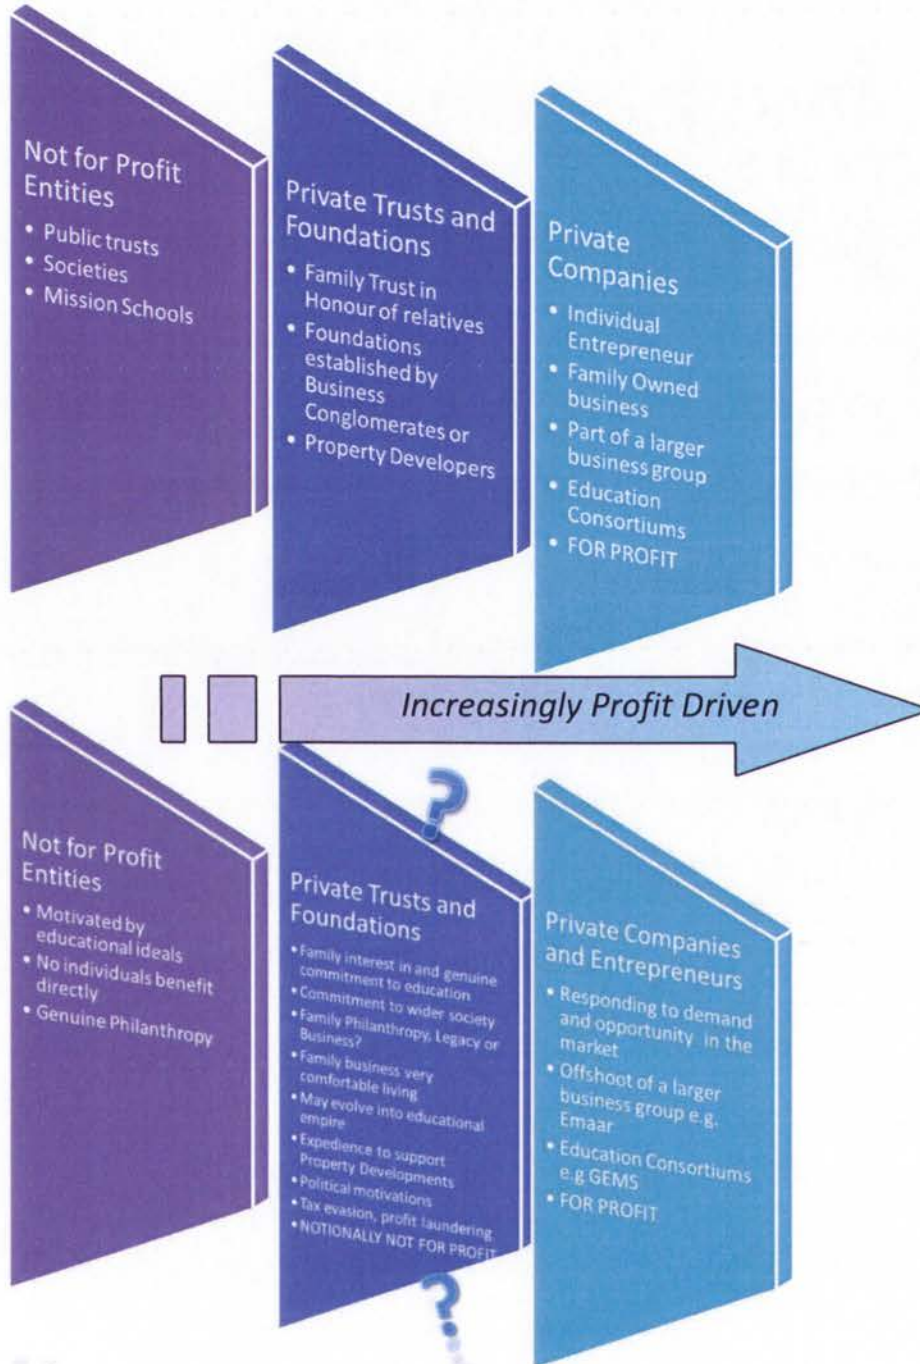 Not for Profit
Entities
• Public trusts
• Societies
• Mission Schools
Private Trusts and
Foundations
• Family Trust in
Honour of relatives
• Foundations
established by
Business
Conglomerates or
• Property Developers
Private
Companies
• Individual
Entrepreneur
• Family Owned
business
• Part of a larger
business group
• Education
Consortiums
• FOR PROFIT
Increasingly Profit Driven
?
Not for Profit
Entities
• Motivated by
educational ideals
• No individuals benefit
directly
• Genuine Philanthropy
Private Trusts and
Foundations
• Family interest in and genuine
commitment to education
• Commitment to wider society
• Family Philanthropy, Legacy or
Business?
• Family business very
comfortable living
• May evolve into educational
empire
• Expedience to support
Property Developments
• Political motivations
• Tax evasion, profit laundering
• NOTIONALLY NOT FOR PROFIT
?
Private Companies
and Entrepreneurs
• Responding to demand
and opportunity in the
market
• Offshoot of a larger
business group e.g.
Emaar
• Education Consortiums
e.g GEMS
• FOR PROFIT